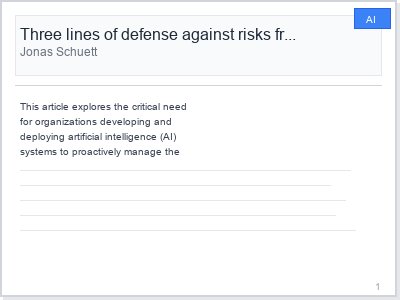 AI
Three lines of defense against risks fr...
Jonas Schuett
This article explores the critical need
for organizations developing and
deploying artificial intelligence (AI)
systems to proactively manage the
1